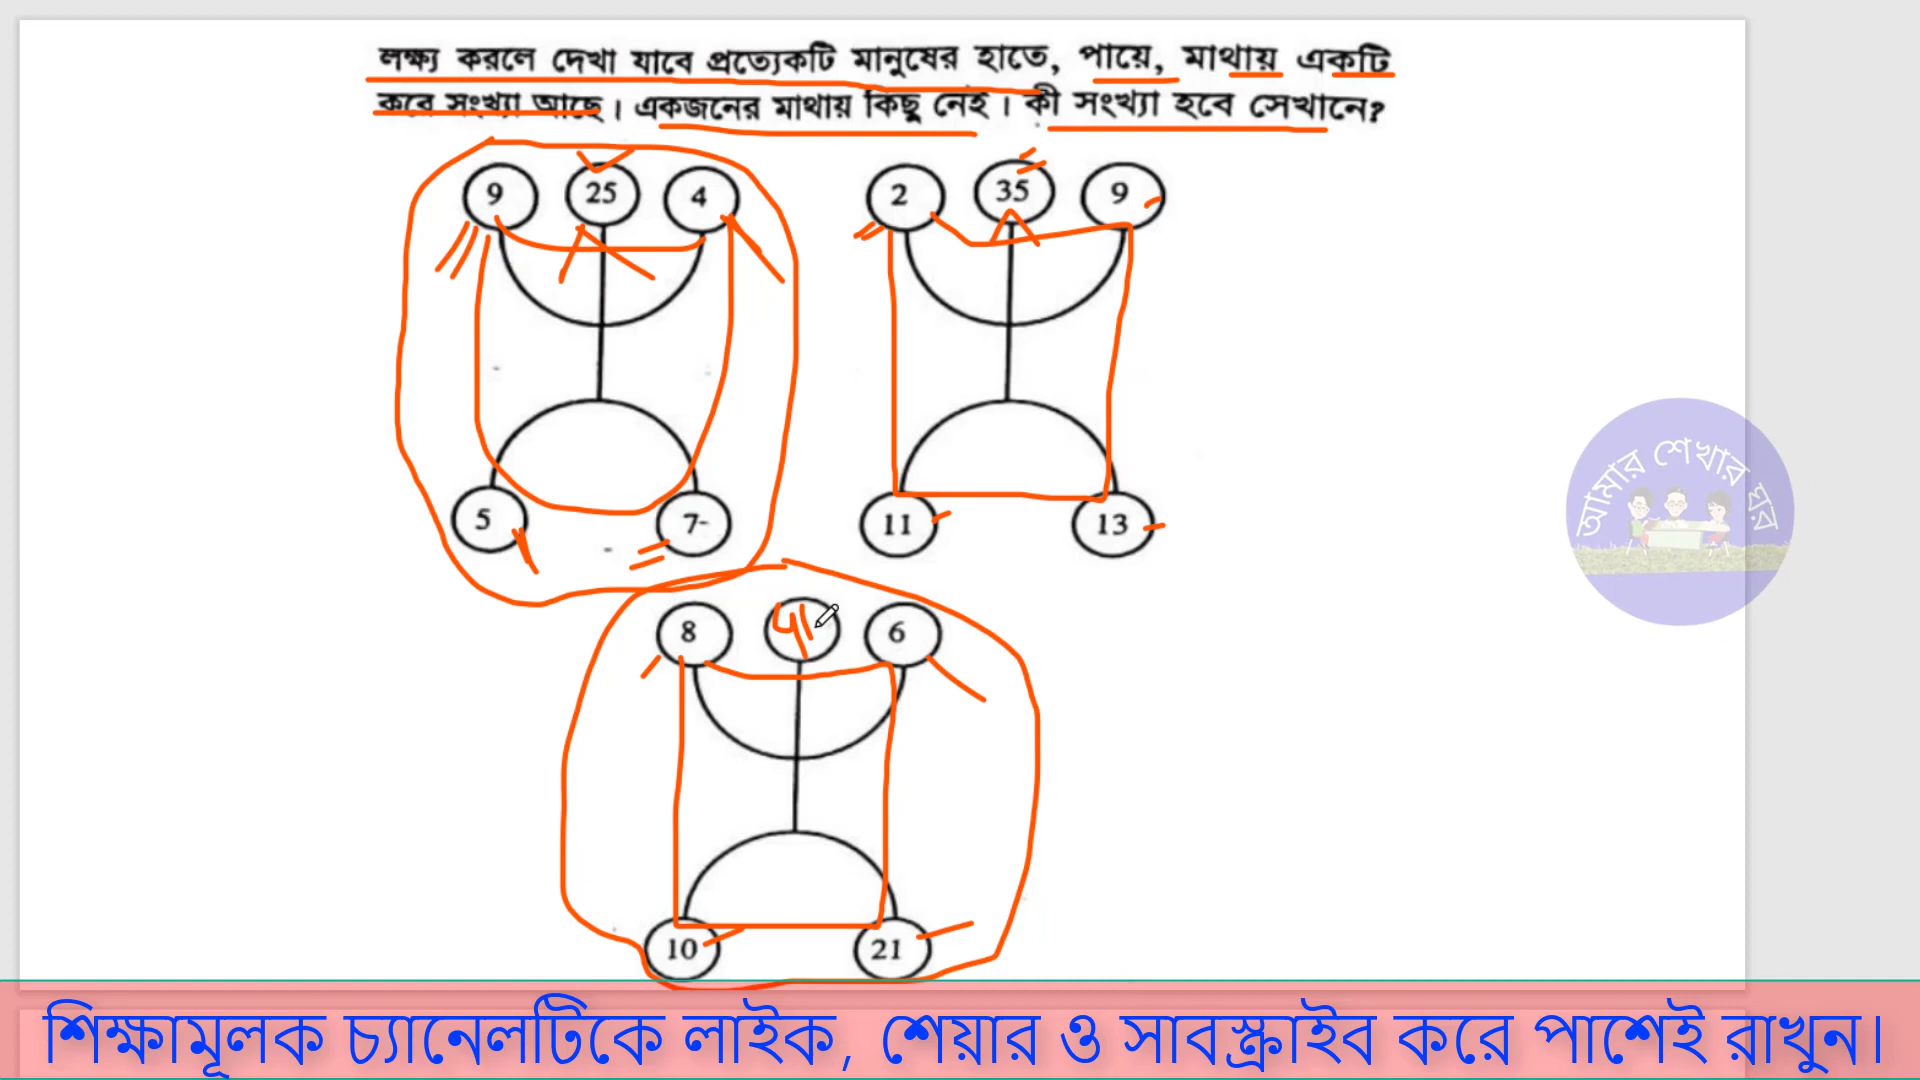 লক্ষ্য করলে দেখা যাবে প্রত্যেকটি মানুষের হাতে, পায়ে, মাথায় একটি
করে সংখ্যা আছে। একজনের মাথায় কিছু নেই। কী সংখ্যা হবে সেখানে?
9 25 4
2 35 9
5 7-
11 13
8 6
10 21
আমার শেখার ঘর
শিক্ষামূলক চ্যানেলটিকে লাইক, শেয়ার ও সাবস্ক্রাইব করে পাশেই রাখুন।